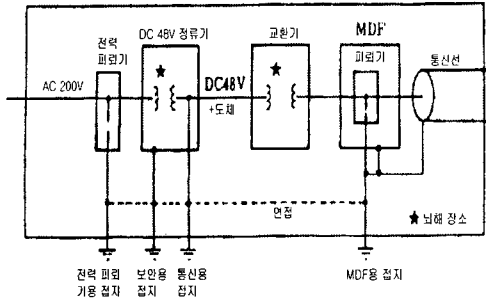 전력
피뢰기
DC 48V 정류기
교환기
MDF
피뢰기
통신선
AC 200V
DC48V
+도체
연접
★ 뇌해 장소
전력 피뢰
기용 접지
보안용
접지
통신용
접지
MDF용 접지